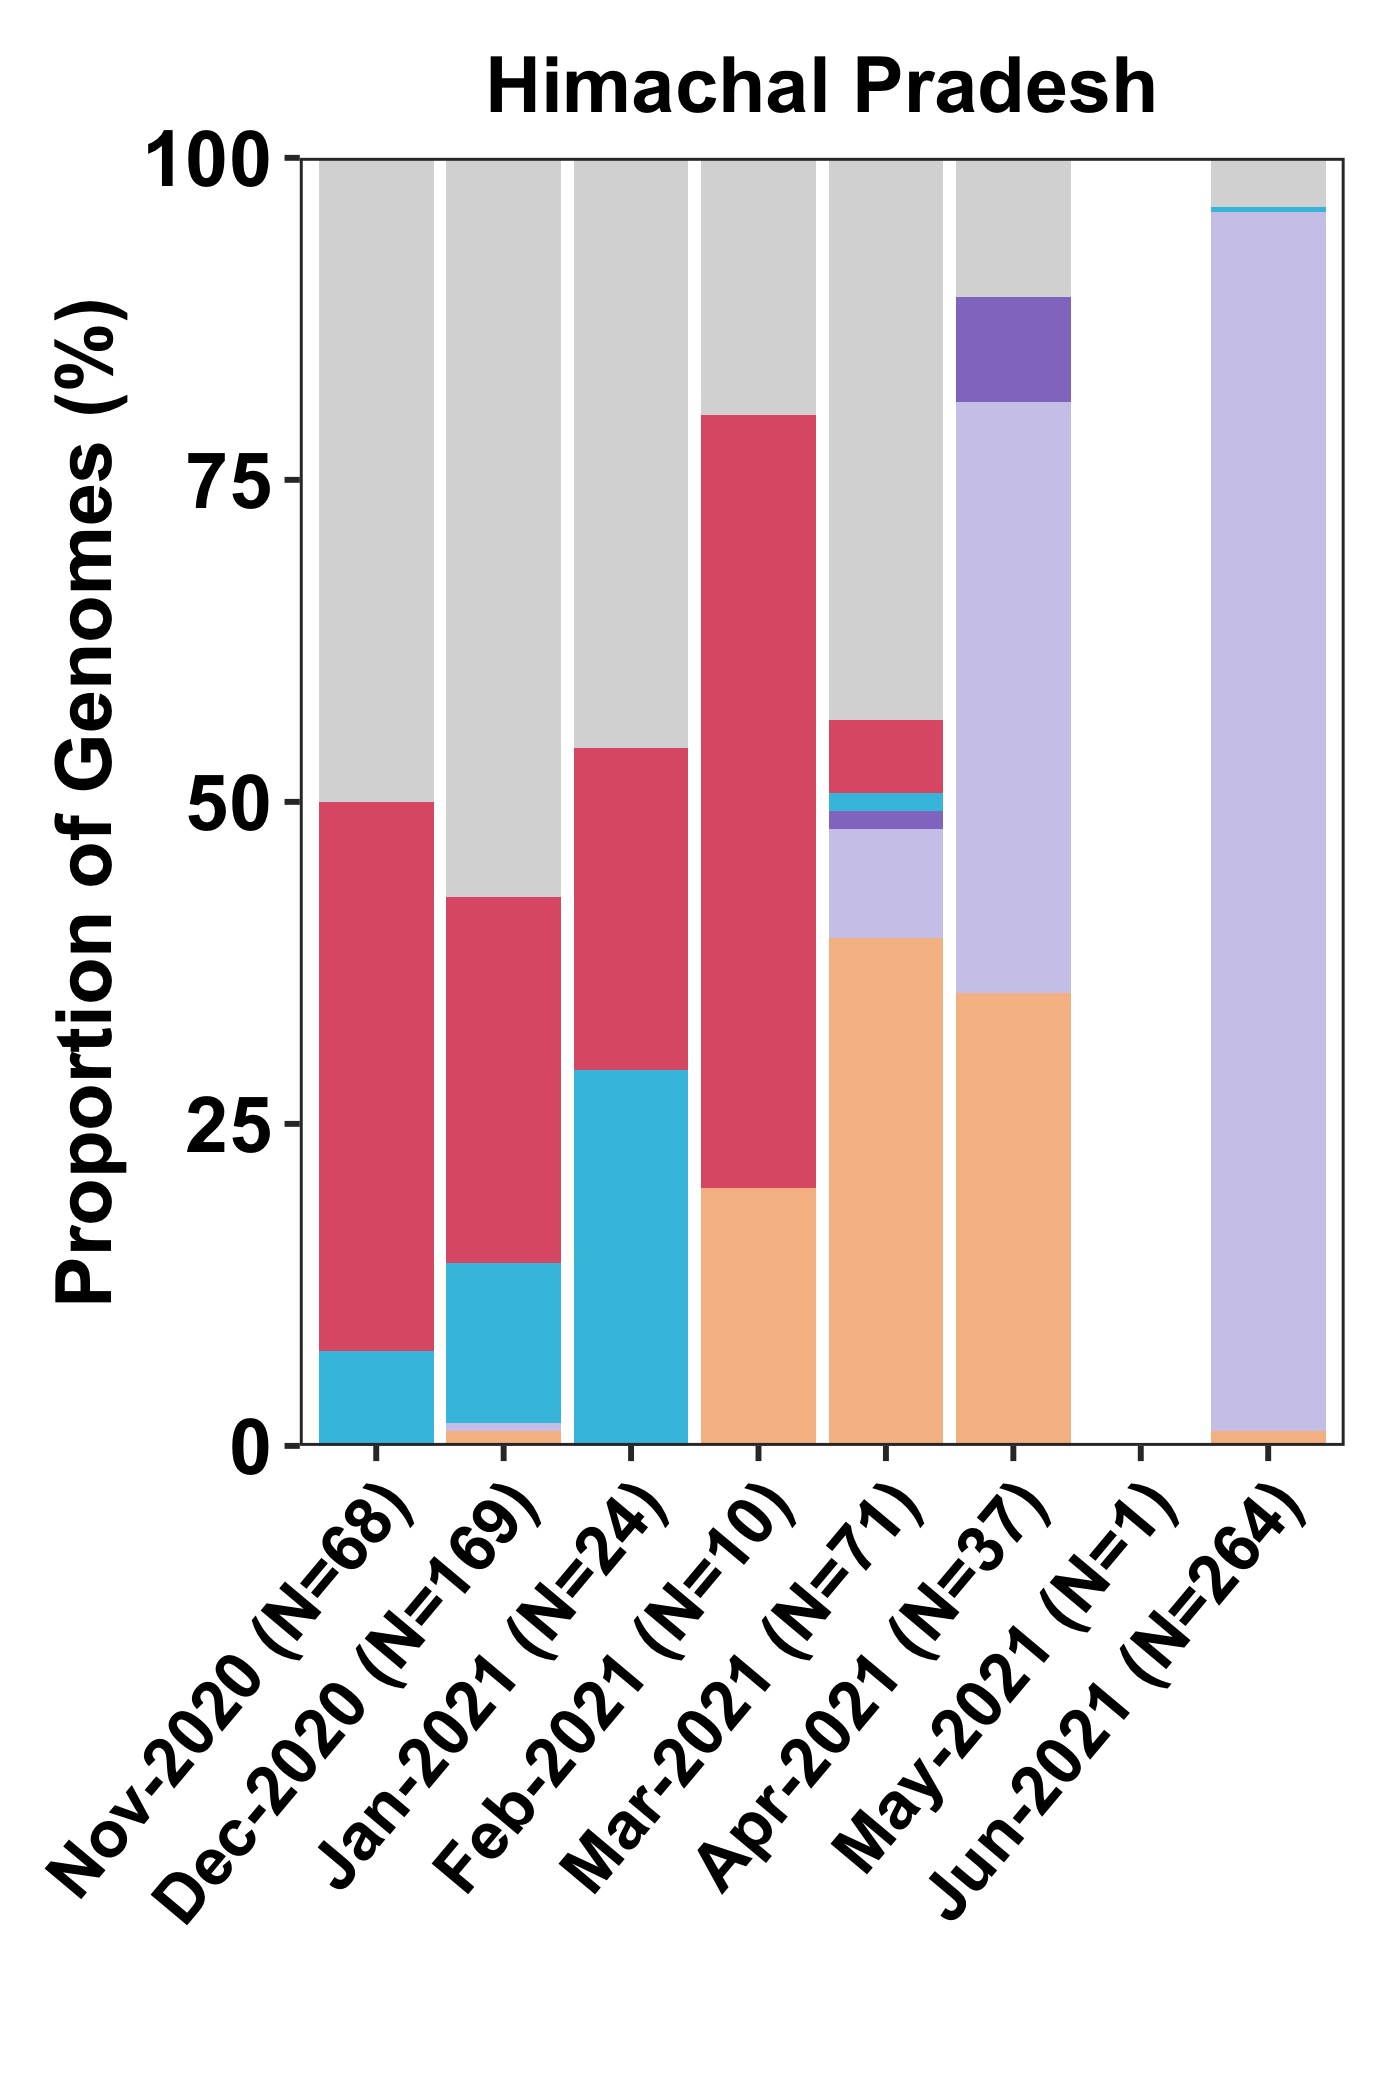 Himachal Pradesh
Proportion of Genomes (%)
100
75
50
25
0
Nov-2020 (N=68)
Dec-2020 (N=169)
Jan-2021 (N=24)
Feb-2021 (N=10)
Mar-2021 (N=71)
Apr-2021 (N=37)
May-2021 (N=1)
Jun-2021 (N=264)